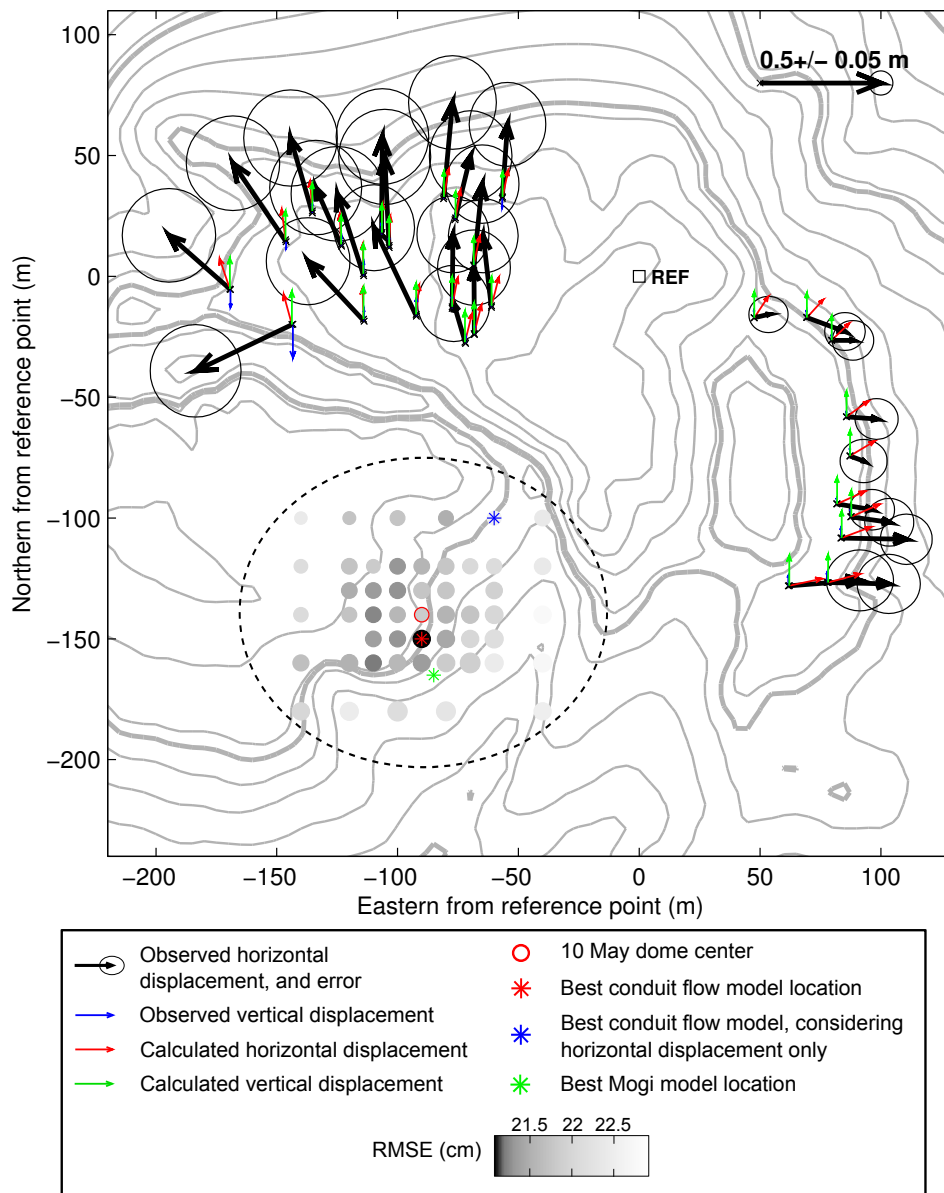 100
50
0
−50
−100
−150
−200
Northern from reference point (m)
0.5+/− 0.05 m
REF
−200 −150 −100 −50 0 50 100
Eastern from reference point (m)
Observed horizontal
displacement, and error
Observed vertical displacement
Calculated horizontal displacement
Calculated vertical displacement
10 May dome center
Best conduit flow model location
Best conduit flow model, considering
horizontal displacement only
Best Mogi model location
21.5 22 22.5
RMSE (cm)